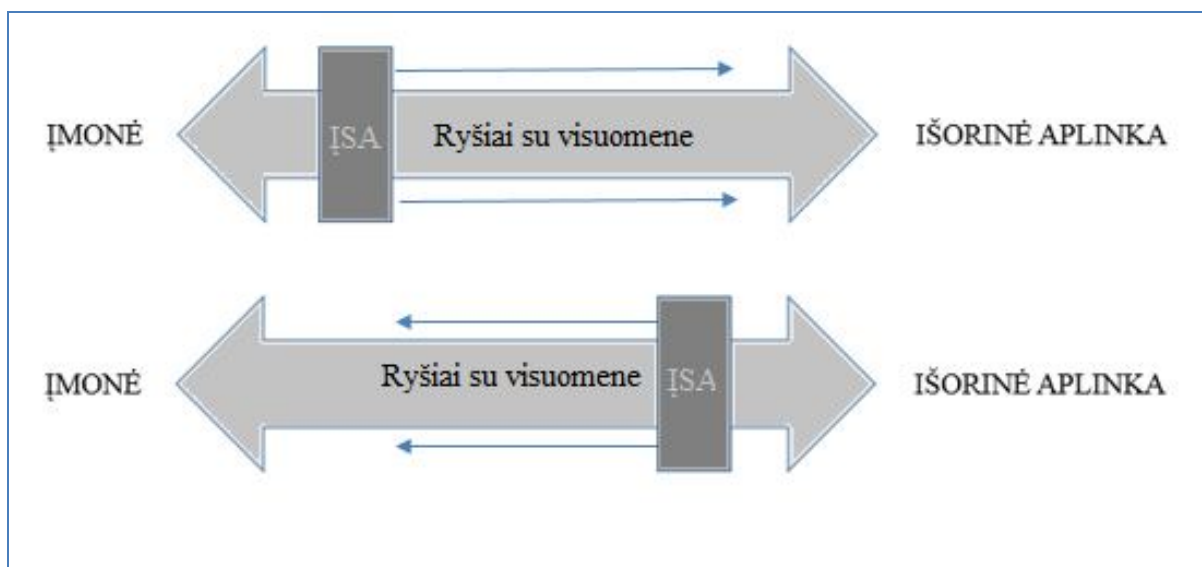 ĮMONĖ ĮSA Ryšiai su visuomene IŠORINĖ APLINKA
ĮMONĖ Ryšiai su visuomene ĮSA IŠORINĖ APLINKA